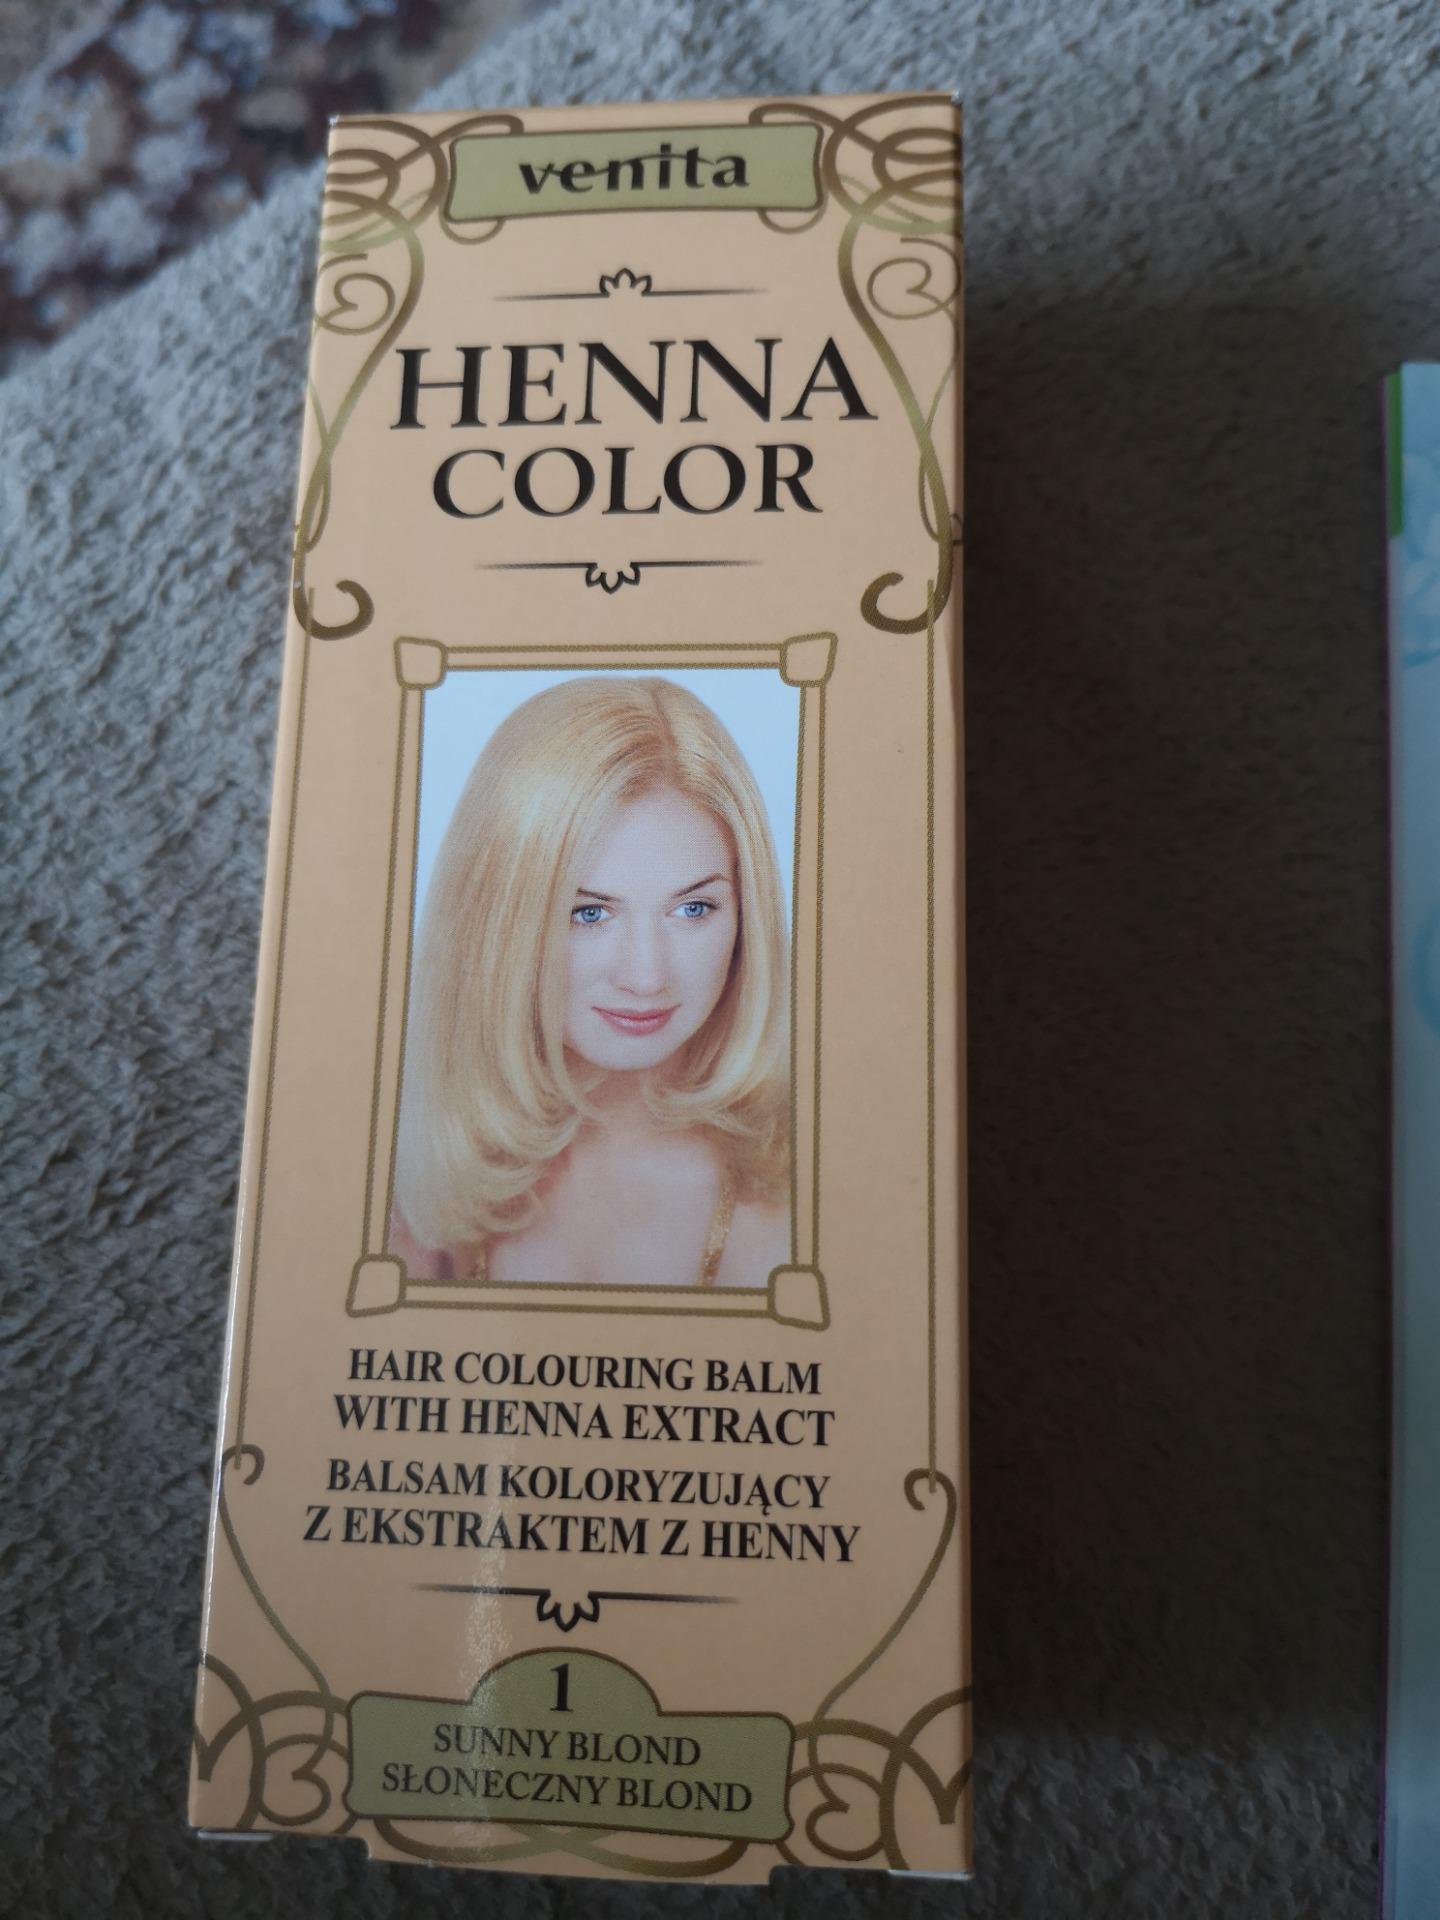 venita
HENNA
COLOR
HAIR COLOURING BALM
WITH HENNA EXTRACT
BALSAM KOLORYZUJĄCY
Z EKSTRAKTEM Z HENNY
1
SUNNY BLOND
SŁONECZNY BLOND